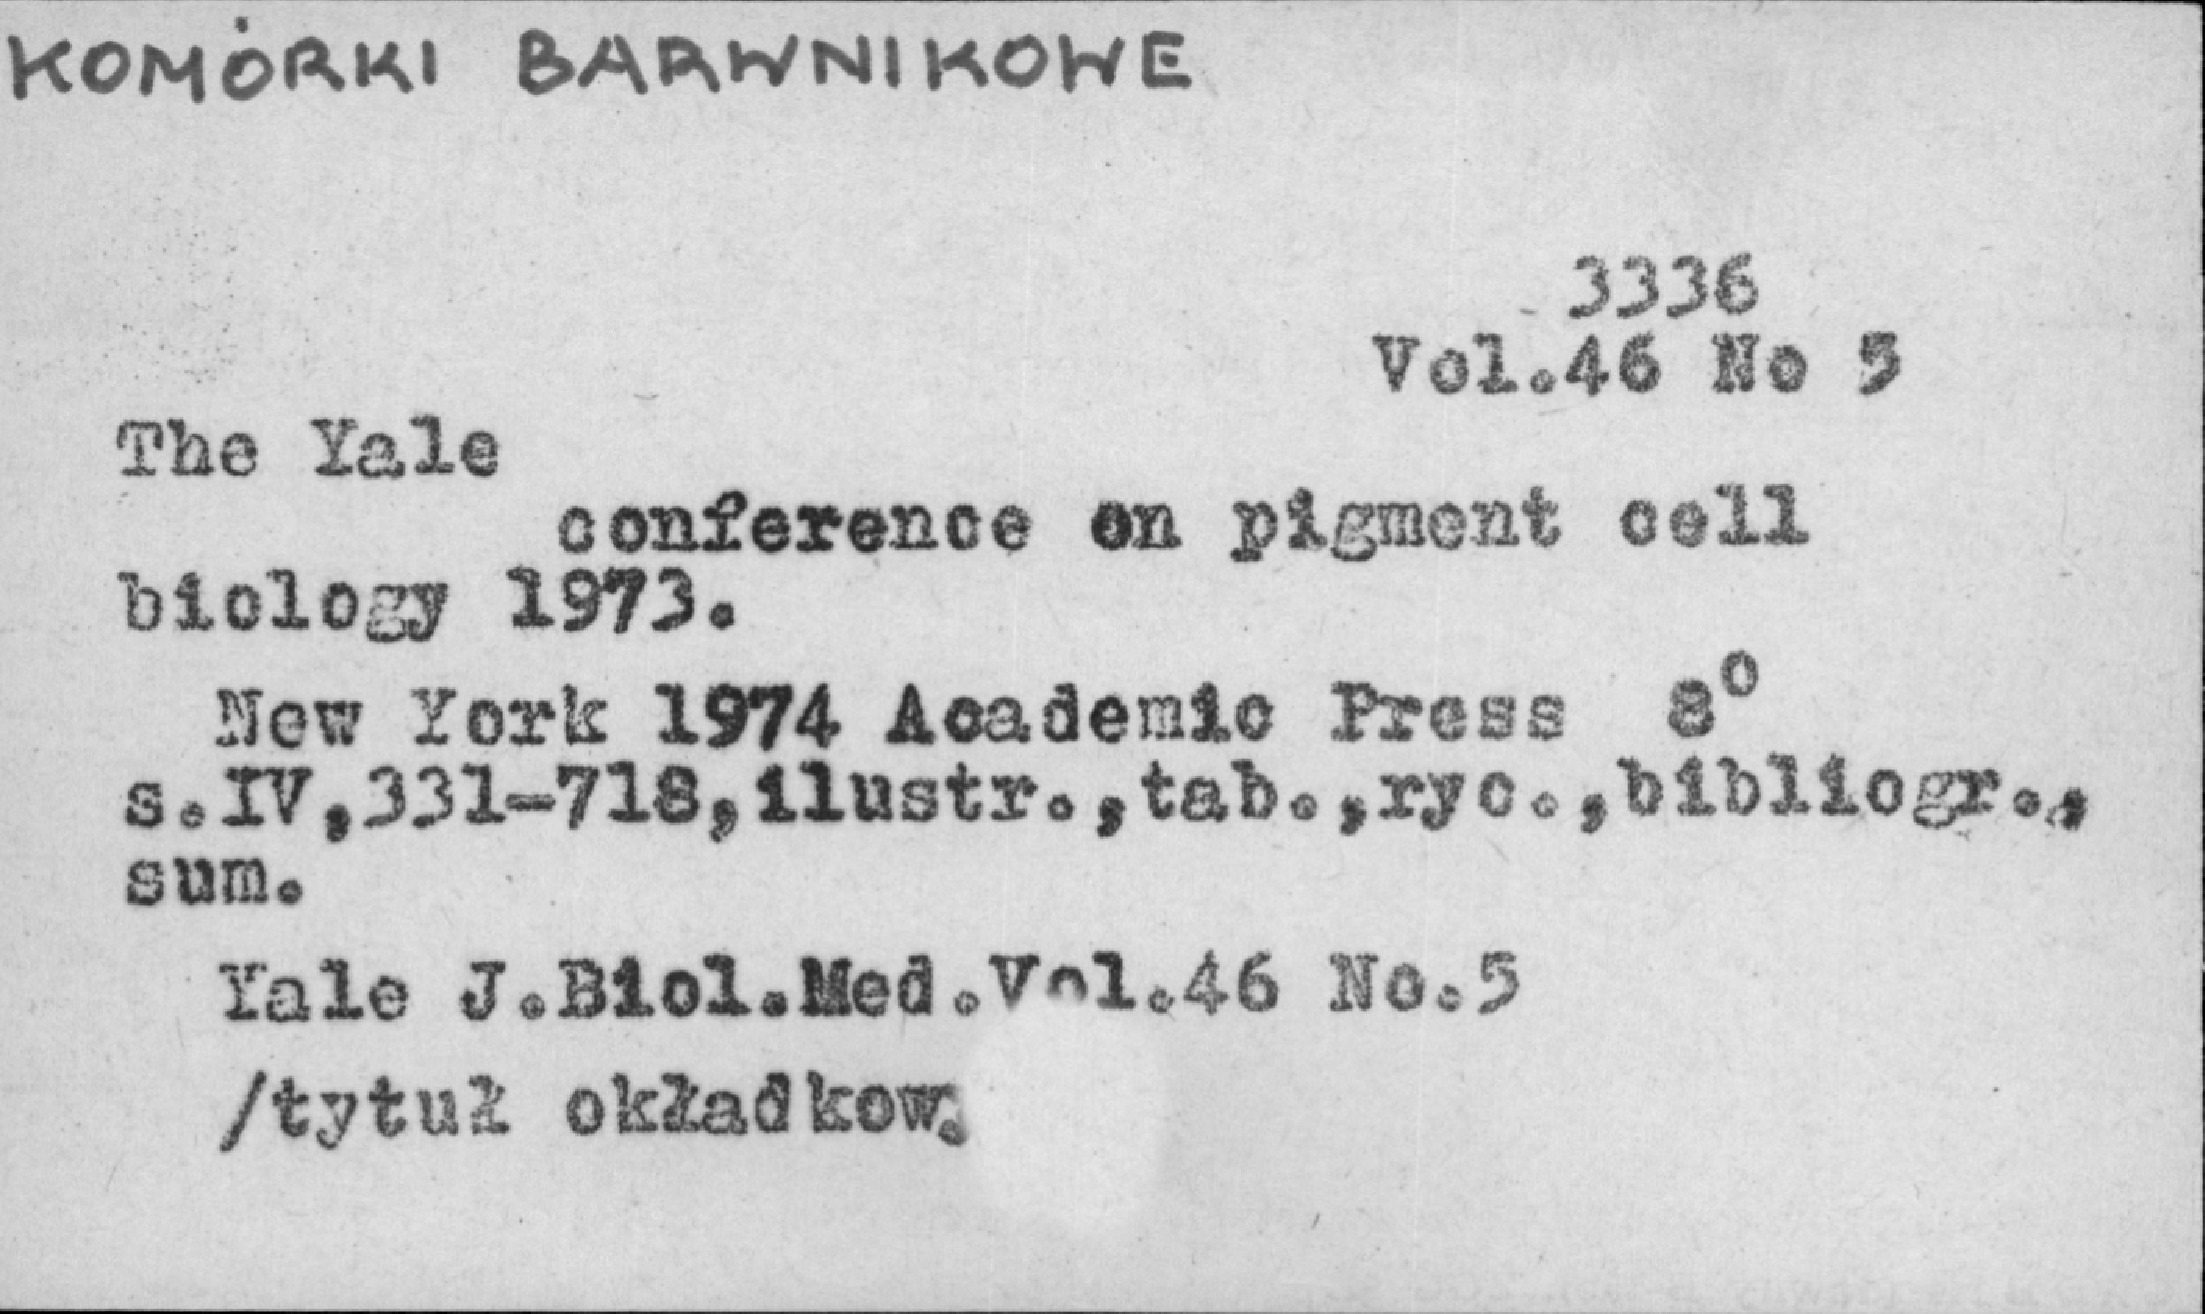 KOMÓRKI BARWNIKOWE
3336
Vol.46 No 5
The Yale
conference on pigment cell
biology 1973.
New York 1974 Academic Press 8°
s.IV,331-718,ilustr.,tab.,ryc.,bibliogr.,
sum.
Yale J.Biol.Med.Vol.46 No.5
/tytuł okładkow.